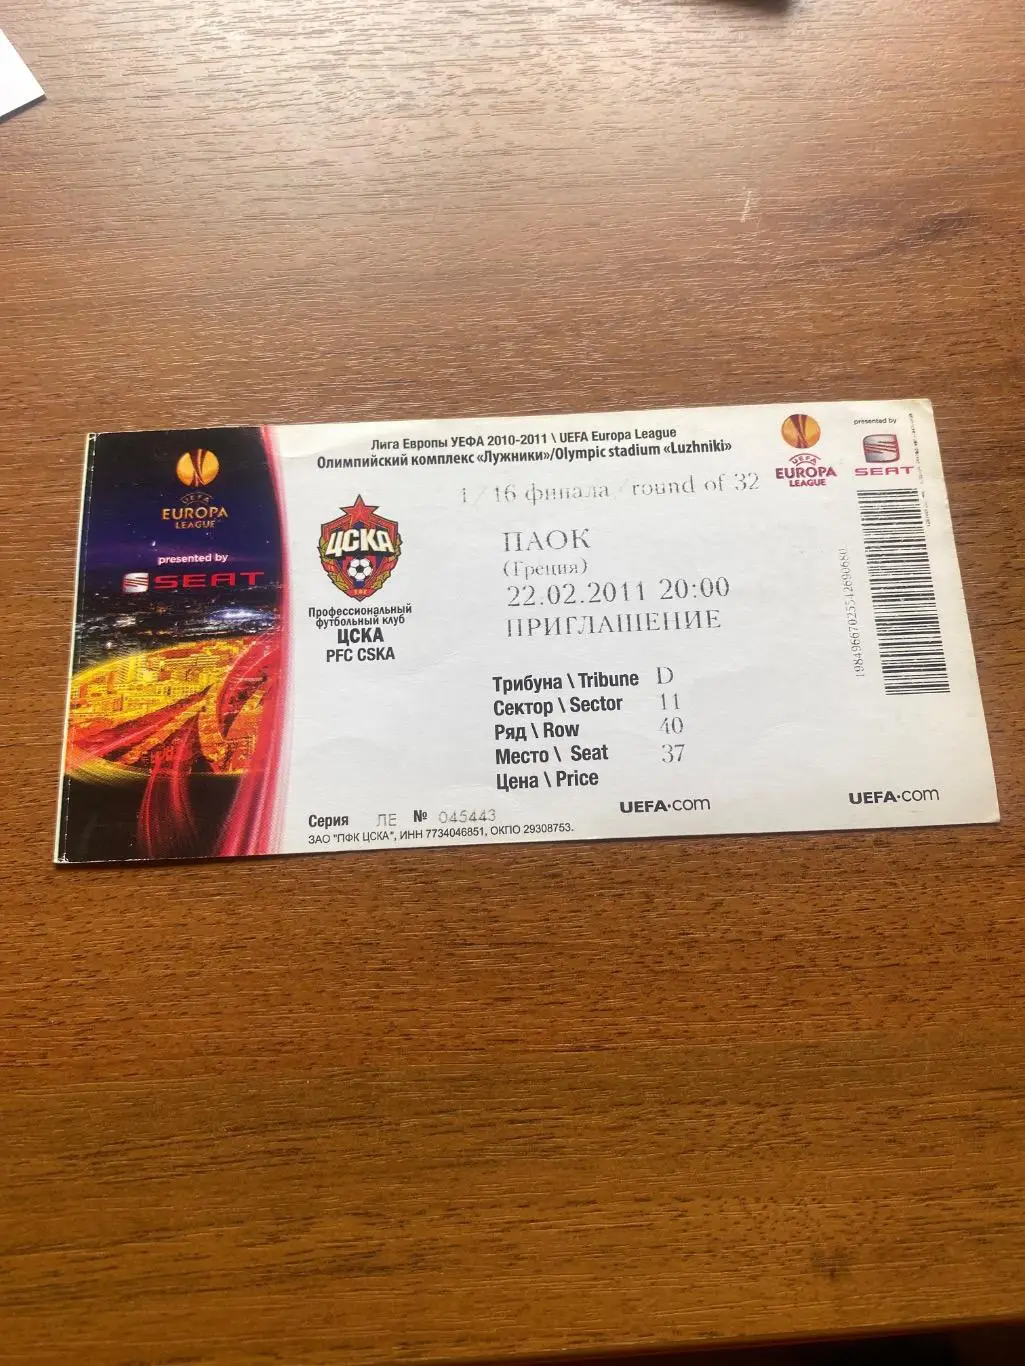 Лига Европы УЕФА 2010-2011 \ UEFA Europa League
Олимпийский комплекс «Лужники»/Olympic stadium «Luzhniki»
1/16 финала/round of 32
UEFA
EUROPA
LEAGUE
presented by
SEAT
UEFA
EUROPA
LEAGUE
presented by
SEAT
ЦСКА
Профессиональный
футбольный клуб
ЦСКА
PFC CSKA
ПАОК
(Греция)
22.02.2011 20:00
ПРИГЛАШЕНИЕ
Трибуна \ Tribune D
Сектор \ Sector 11
Ряд \ Row 40
Место \ Seat 37
Цена \ Price
Серия ЛЕ № 045443
ЗАО "ПФК ЦСКА", ИНН 7734046851, ОКПО 29308753.
UEFA.com
UEFA.com